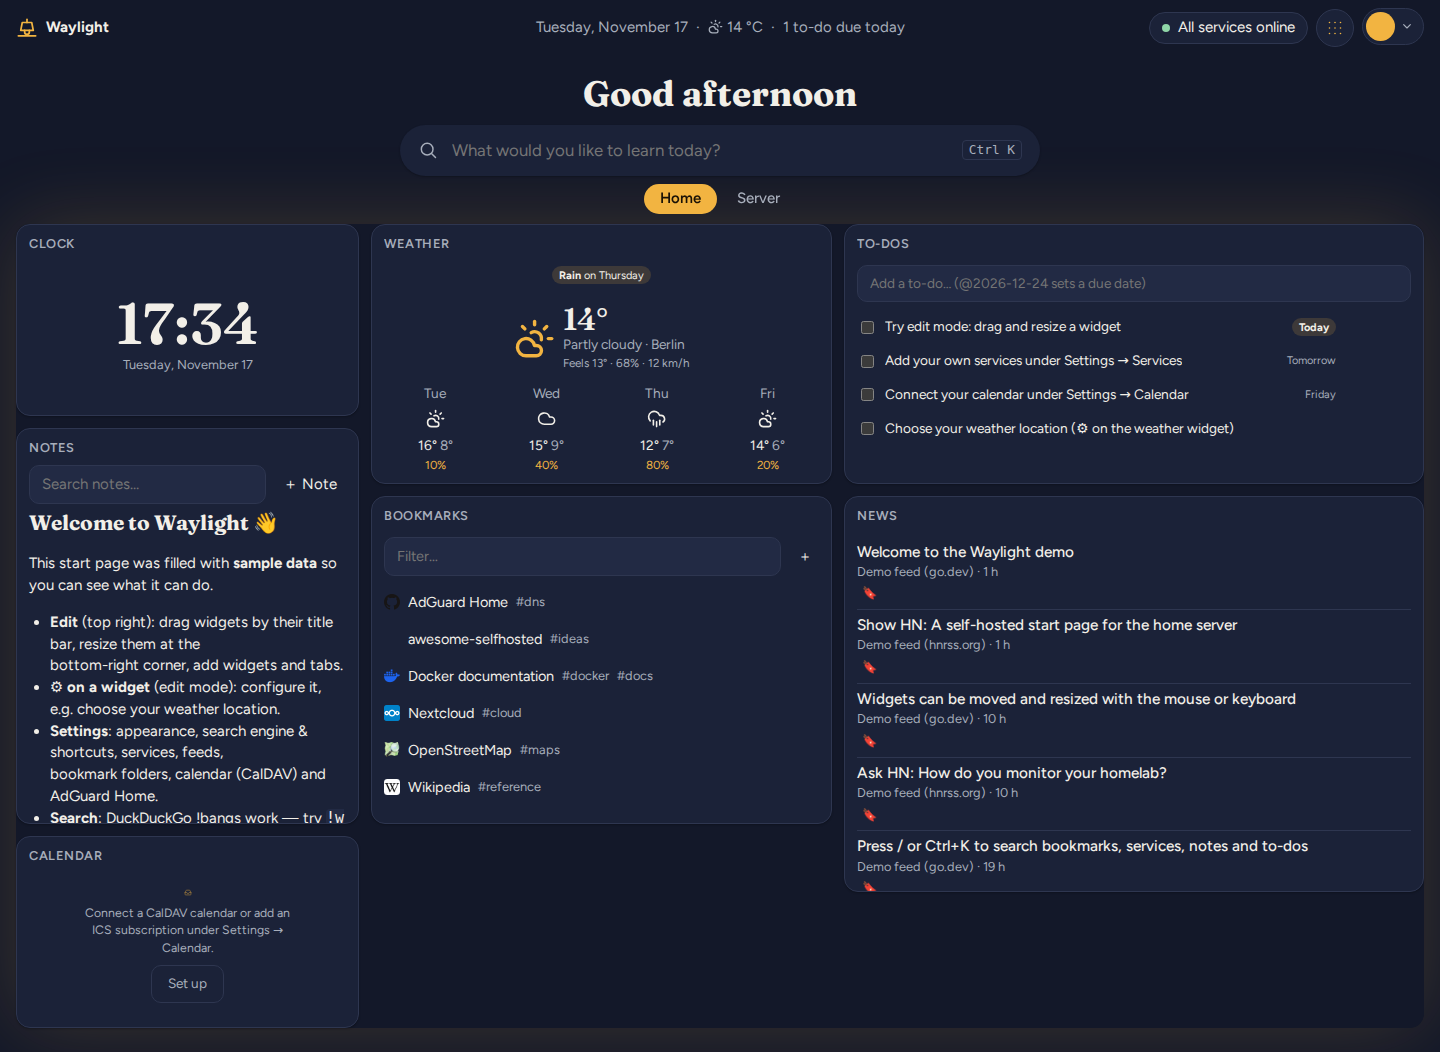 Waylight
Tuesday, November 17 · 14 °C · 1 to-do due today
All services online
Good afternoon
What would you like to learn today?
Ctrl K
Home
Server
CLOCK
17:34
Tuesday, November 17
NOTES
Search notes...
+ Note
Welcome to Waylight 👋
This start page was filled with sample data so
you can see what it can do.
• Edit (top right): drag widgets by their title
bar, resize them at the
bottom-right corner, add widgets and tabs.
• ⚙ on a widget (edit mode): configure it,
e.g. choose your weather location.
• Settings: appearance, search engine &
shortcuts, services, feeds,
bookmark folders, calendar (CalDAV) and
AdGuard Home.
• Search: DuckDuckGo !bangs work — try !w
CALENDAR
Connect a CalDAV calendar or add an
ICS subscription under Settings →
Calendar.
Set up
WEATHER
Rain on Thursday
14°
Partly cloudy · Berlin
Feels 13° · 68% · 12 km/h
Tue Wed Thu Fri
16° 8° 15° 9° 12° 7° 14° 6°
10% 40% 80% 20%
BOOKMARKS
Filter...
+
AdGuard Home #dns
awesome-selfhosted #ideas
Docker documentation #docker #docs
Nextcloud #cloud
OpenStreetMap #maps
W Wikipedia #reference
TO-DOS
Add a to-do... (@2026-12-24 sets a due date)
Try edit mode: drag and resize a widget Today
Add your own services under Settings → Services Tomorrow
Connect your calendar under Settings → Calendar Friday
Choose your weather location (⚙ on the weather widget)
NEWS
Welcome to the Waylight demo
Demo feed (go.dev) · 1 h
Show HN: A self-hosted start page for the home server
Demo feed (hnrss.org) · 1 h
Widgets can be moved and resized with the mouse or keyboard
Demo feed (go.dev) · 10 h
Ask HN: How do you monitor your homelab?
Demo feed (hnrss.org) · 10 h
Press / or Ctrl+K to search bookmarks, services, notes and to-dos
Demo feed (go.dev) · 19 h